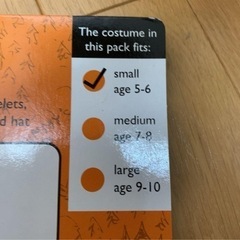 The costume in
this pack fits:
small
age 5-6
medium
age 7-8
large
age 9-10
hat